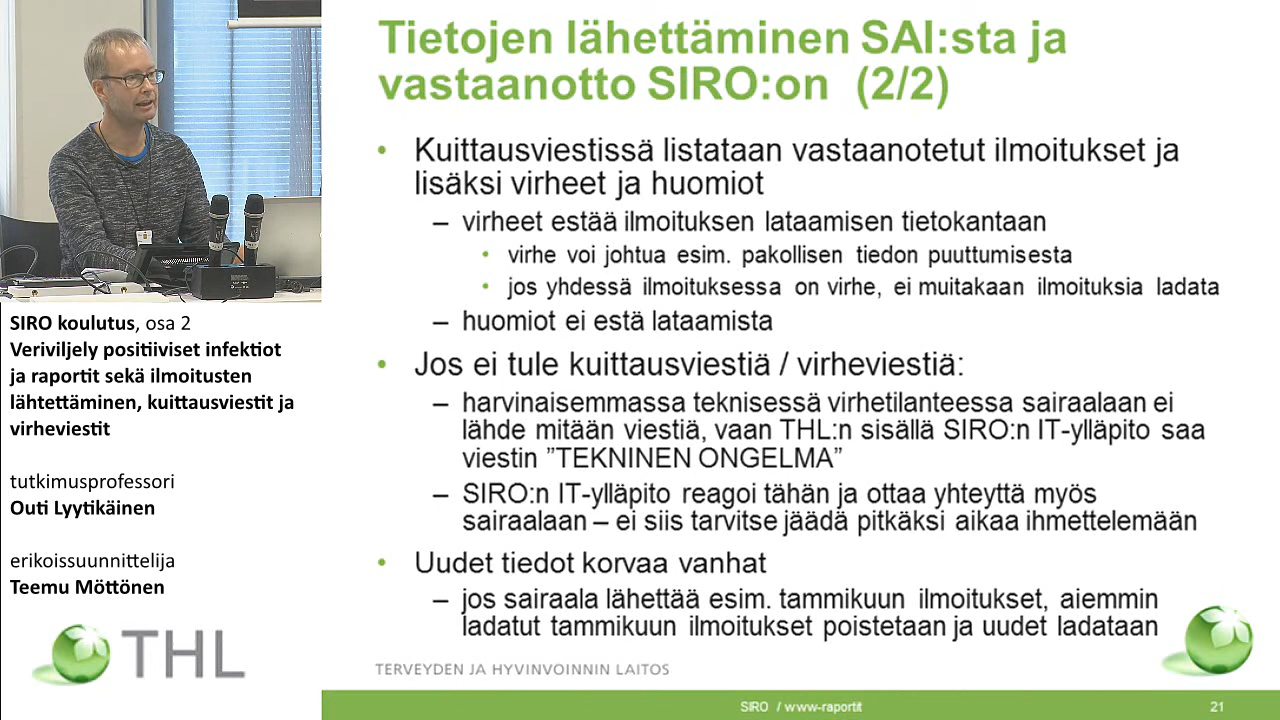 Tietojen lähettäminen SAI:sta ja
vastaanotto SIRO:on (2/2)
• Kuittausviestissä listataan vastaanotetut ilmoitukset ja
lisäksi virheet ja huomiot
– virheet estää ilmoituksen lataamisen tietokantaan
• virhe voi johtua esim. pakollisen tiedon puuttumisesta
• jos yhdessä ilmoituksessa on virhe, ei muitakaan ilmoituksia ladata
– huomiot ei estä lataamista
• Jos ei tule kuittausviestiä / virheviestiä:
– harvinaisemmassa teknisessä virhetilanteessa sairaalaan ei
lähde mitään viestiä, vaan THL:n sisällä SIRO:n IT-ylläpito saa
viestin ”TEKNINEN ONGELMA”
– SIRO:n IT-ylläpito reagoi tähän ja ottaa yhteyttä myös
sairaalaan – ei siis tarvitse jäädä pitkäksi aikaa ihmettelemään
• Uudet tiedot korvaa vanhat
– jos sairaala lähettää esim. tammikuun ilmoitukset, aiemmin
ladatut tammikuun ilmoitukset poistetaan ja uudet ladataan
TERVEYDEN JA HYVINVOINNIN LAITOS
SIRO / www-raportit
21
SIRO koulutus, osa 2
Veriviljely positiiviset infektiot
ja raportit sekä ilmoitusten
lähtettäminen, kuittausviestit ja
virheviestit
tutkimusprofessori
Outi Lyytikäinen
erikoissuunnittelija
Teemu Möttönen
THL